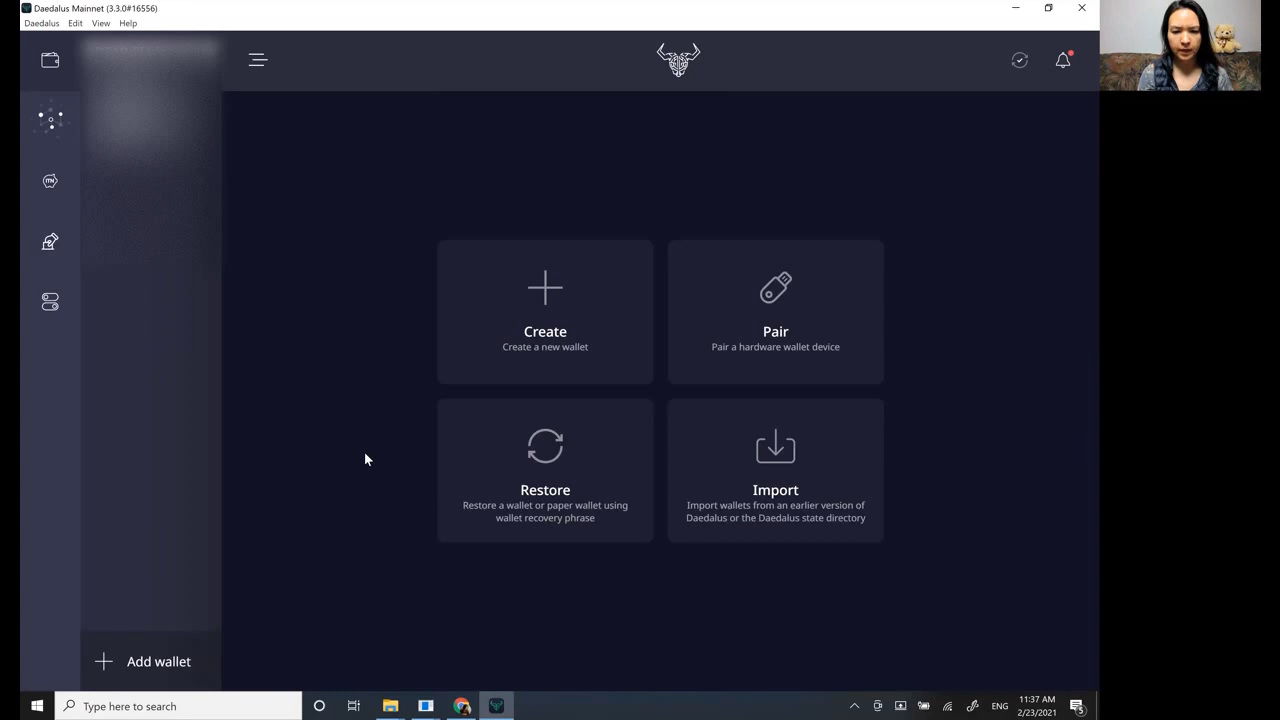 Daedalus Mainnet (3.3.0#16556)
Daedalus Edit View Help
ITN
Create
Create a new wallet
Pair
Pair a hardware wallet device
Restore
Restore a wallet or paper wallet using
wallet recovery phrase
Import
Import wallets from an earlier version of
Daedalus or the Daedalus state directory
Add wallet
Type here to search
ENG
11:37 AM
2/23/2021
5